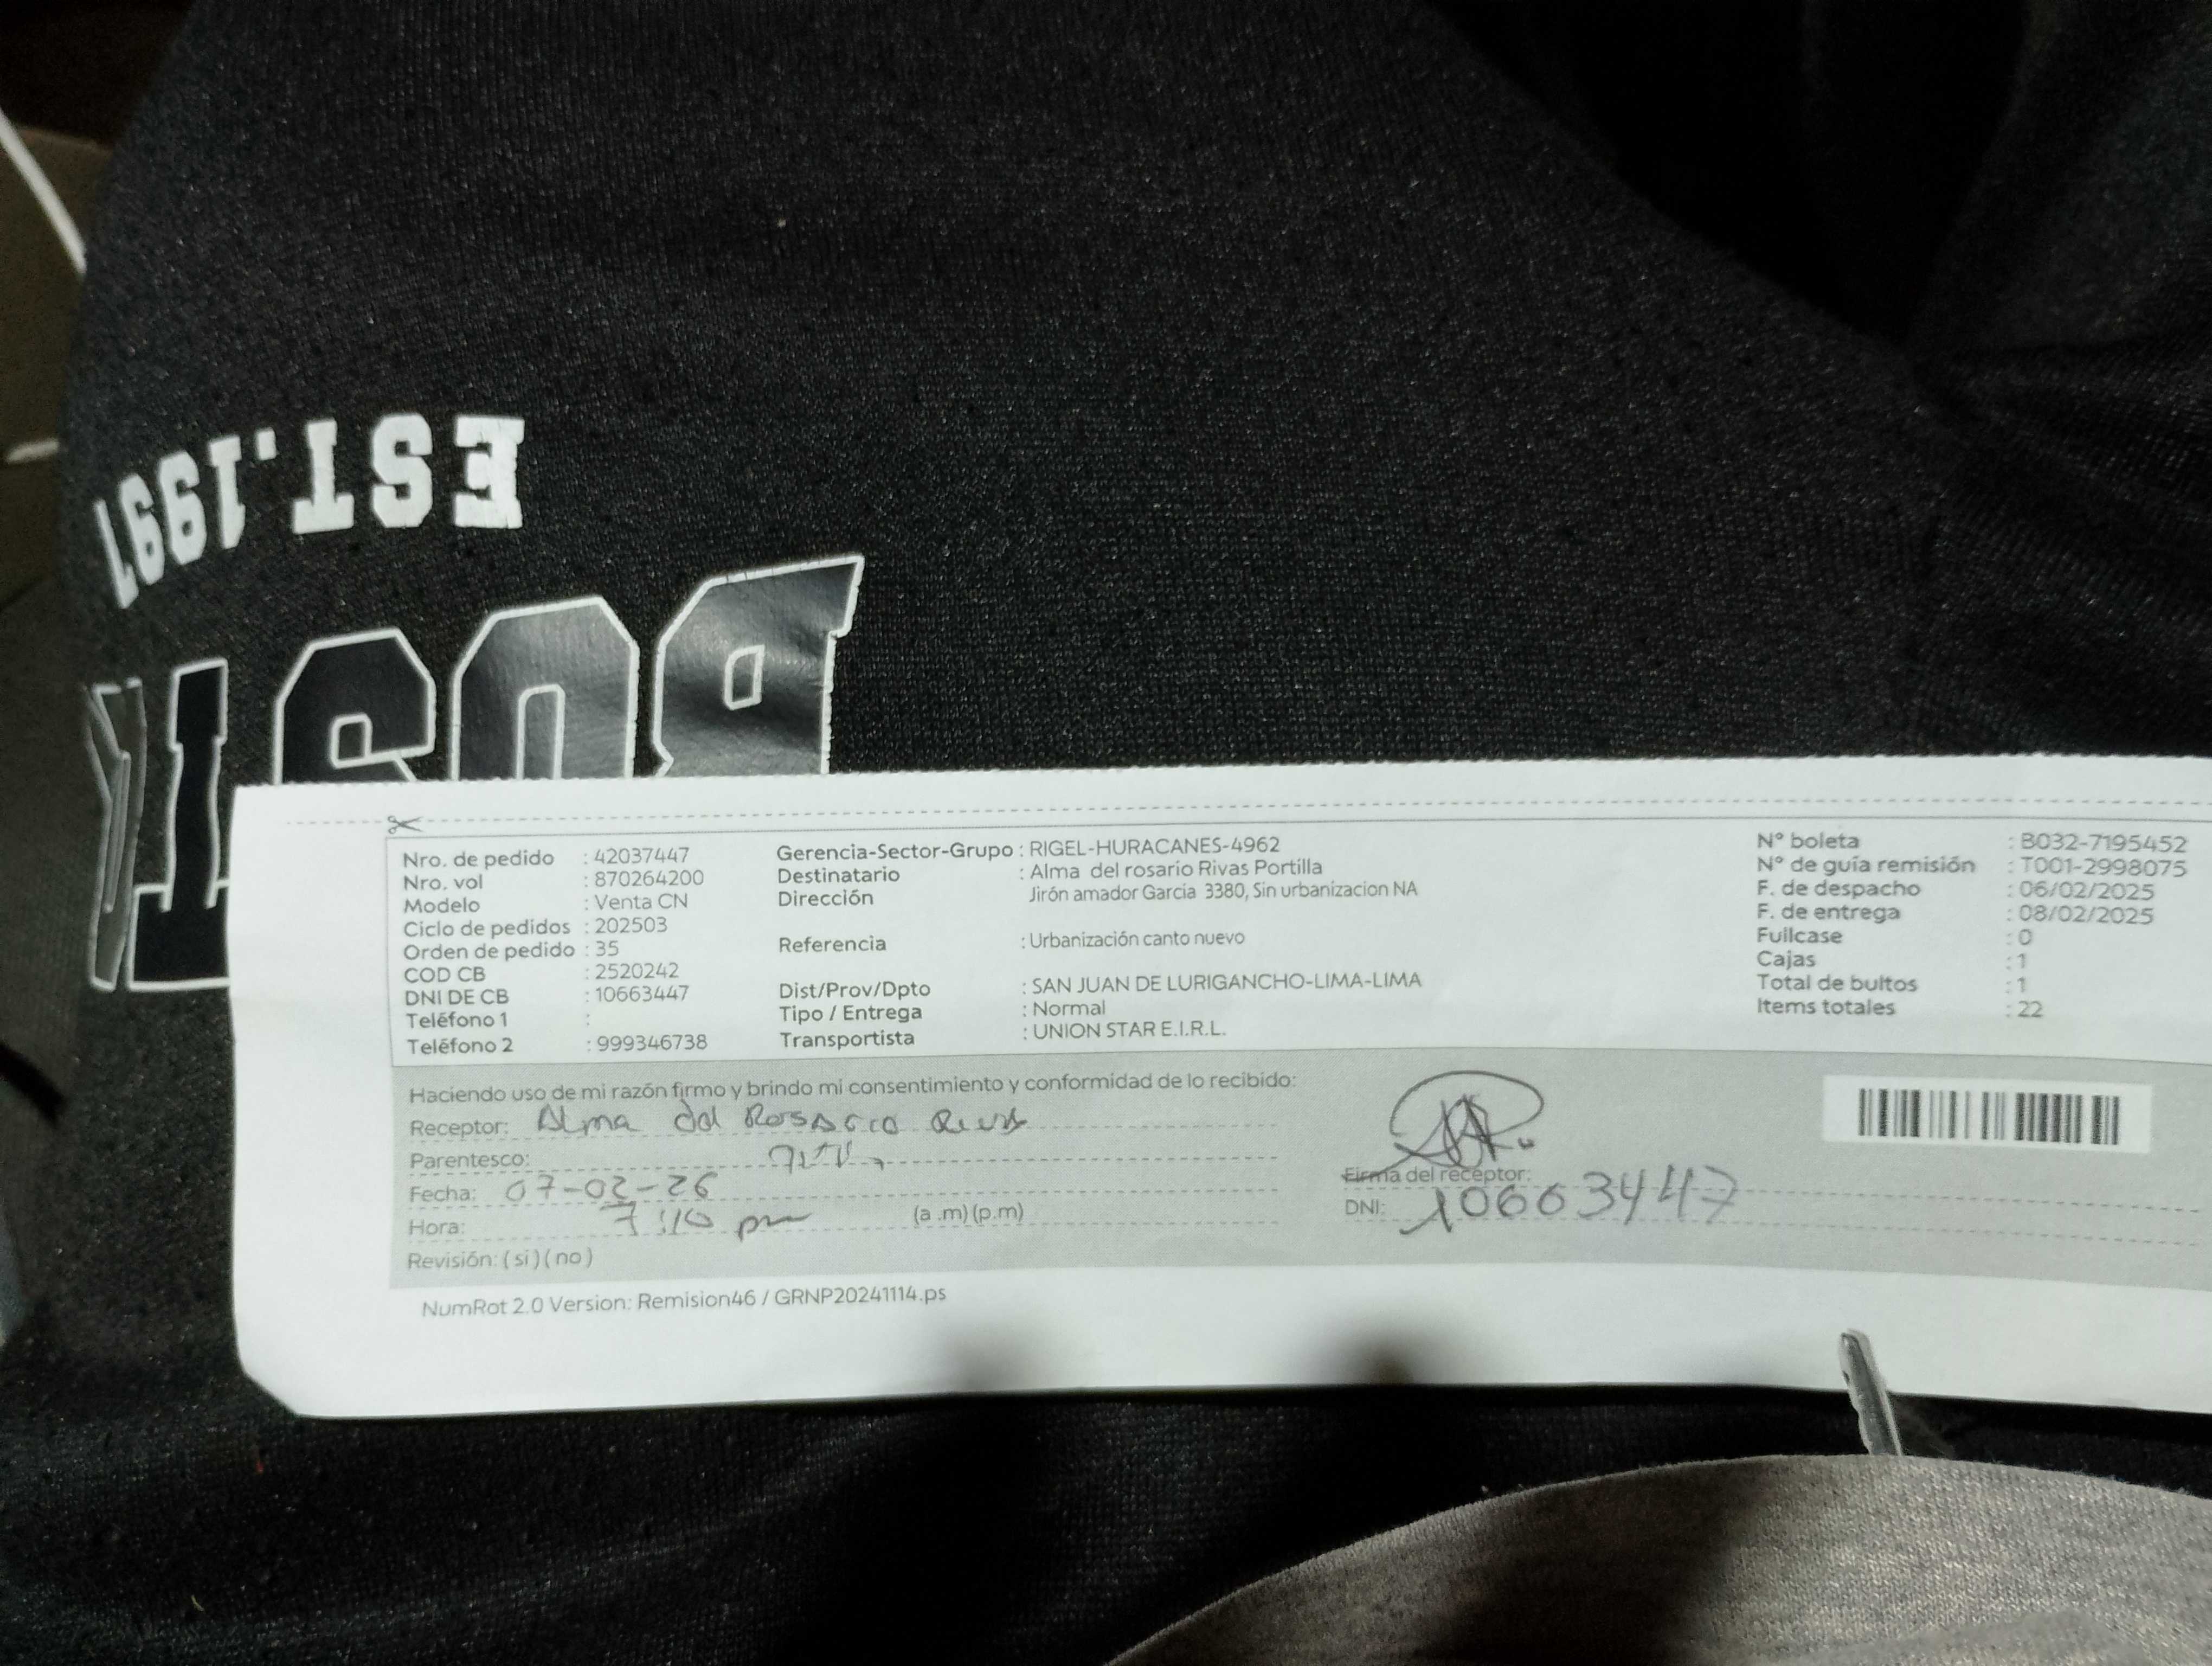 EST.1991
POSTK
Nro. de pedido : 42037447
Nro. vol : 870264200
Modelo : Venta CN
Ciclo de pedidos : 202503
Orden de pedido : 35
COD CB : 2520242
DNI DE CB : 10663447
Teléfono 1 :
Teléfono 2 : 999346738
Gerencia-Sector-Grupo : RIGEL-HURACANES-4962
Destinatario : Alma del rosario Rivas Portilla
Dirección Jirón amador Garcia 3380, Sin urbanizacion NA
Referencia : Urbanización canto nuevo
Dist/Prov/Dpto : SAN JUAN DE LURIGANCHO-LIMA-LIMA
Tipo / Entrega : Normal
Transportista : UNION STAR E.I.R.L.
N° boleta : B032-7195452
N° de guía remisión : T001-2998075
F. de despacho : 06/02/2025
F. de entrega : 08/02/2025
Fullcase : 0
Cajas : 1
Total de bultos : 1
Items totales : 22
Haciendo uso de mi razón firmo y brindo mi consentimiento y conformidad de lo recibido:
Receptor: Alma del Rosario Rivas
Parentesco:
Fecha: 07-02-26
Hora: 7:10 pm (a .m) (p.m)
Revisión: ( si ) ( no )
Firma del receptor:
DNI: 10663447
NumRot 2.0 Version: Remision46 / GRNP20241114.ps